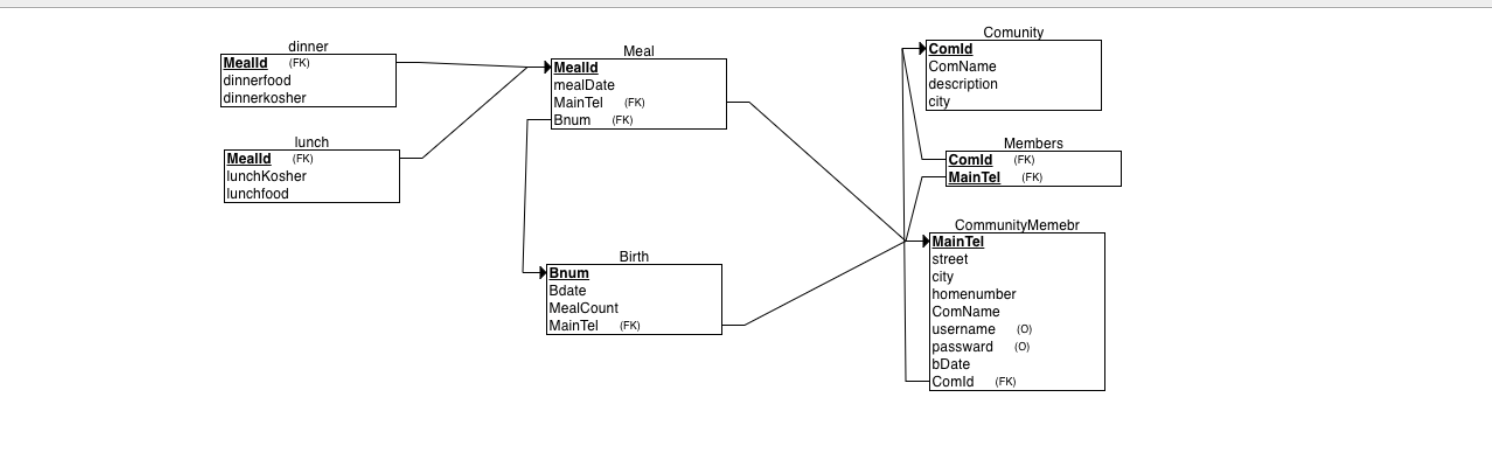 dinner
MealId (FK)
dinnerfood
dinnerkosher
lunch
MealId (FK)
lunchKosher
lunchfood
Meal
MealId
mealDate
MainTel (FK)
Bnum (FK)
Birth
Bnum
Bdate
MealCount
MainTel (FK)
Comunity
ComId
ComName
description
city
Members
ComId (FK)
MainTel (FK)
CommunityMemebr
MainTel
street
city
homenumber
ComName
username (O)
passward (O)
bDate
ComId (FK)